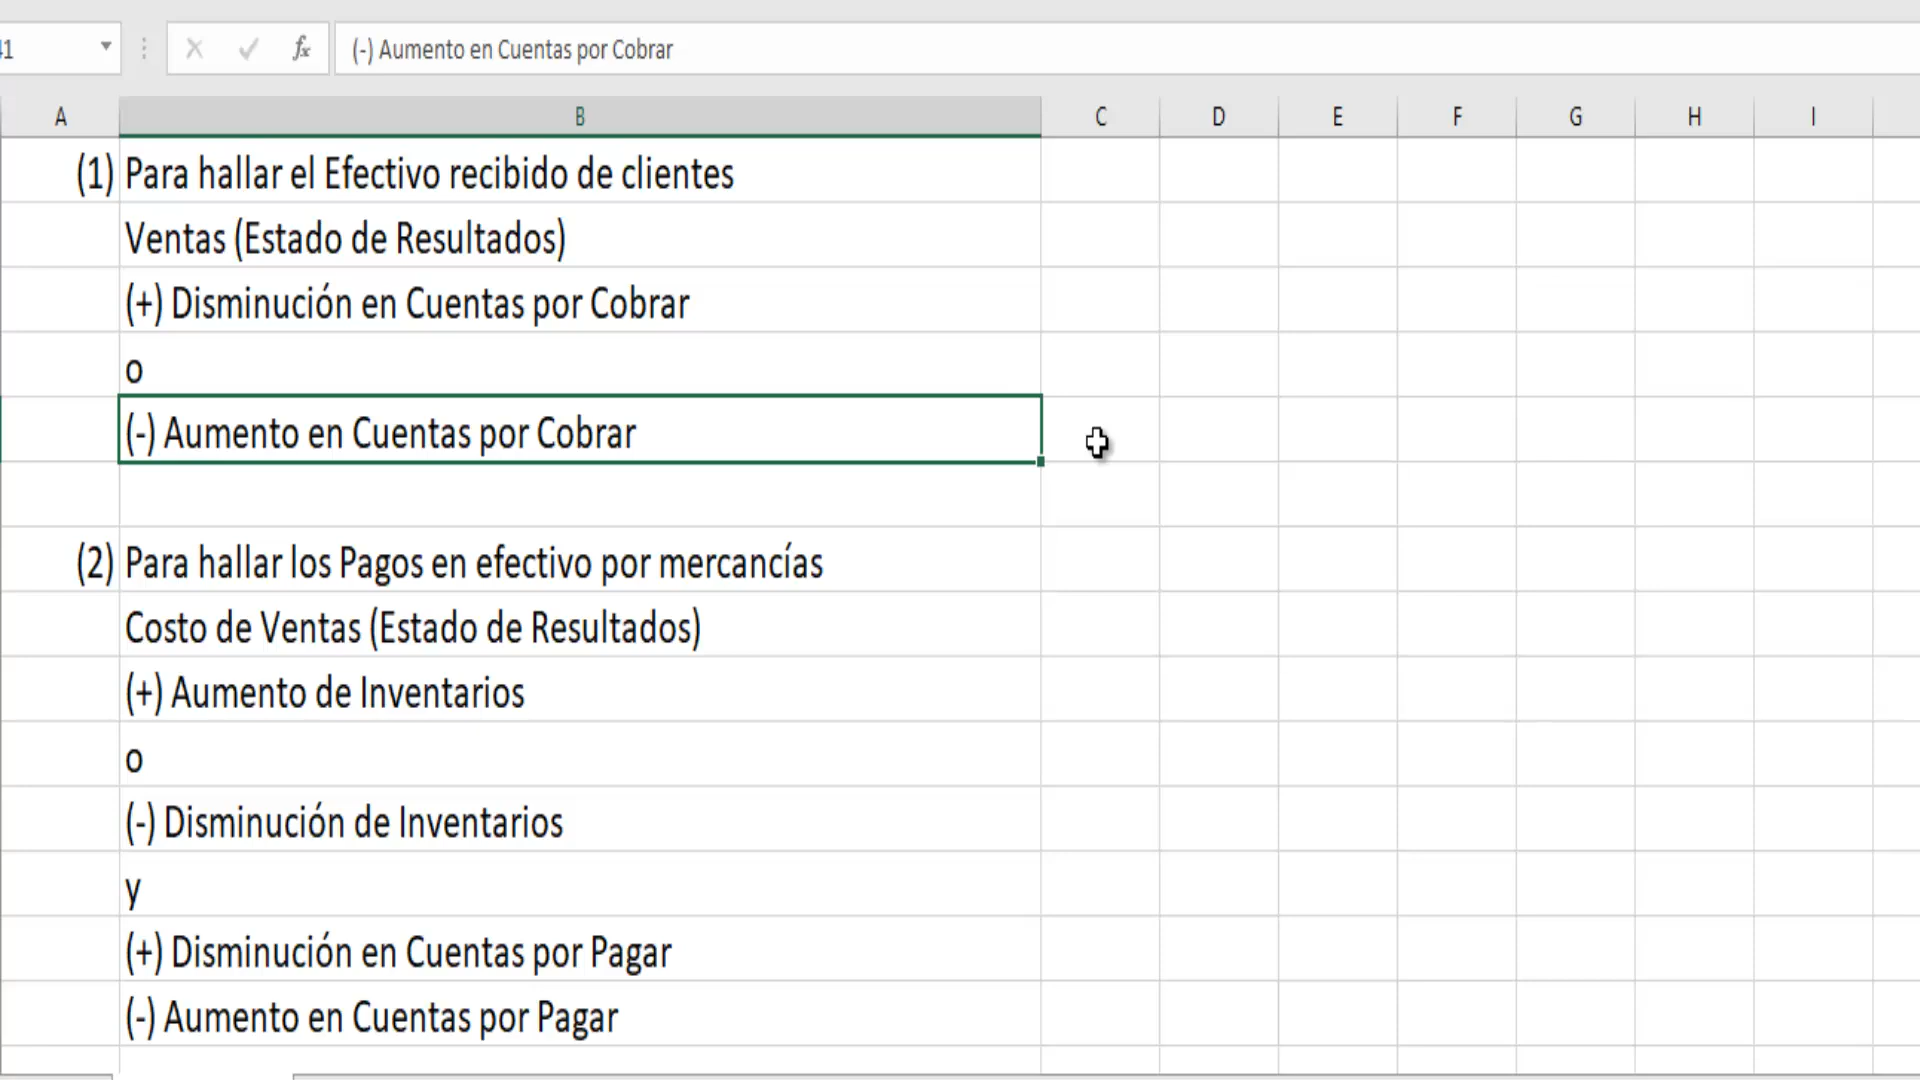 41
(-) Aumento en Cuentas por Cobrar
A B C D E F G H I
(1) Para hallar el Efectivo recibido de clientes
Ventas (Estado de Resultados)
(+) Disminución en Cuentas por Cobrar
o
(-) Aumento en Cuentas por Cobrar
(2) Para hallar los Pagos en efectivo por mercancías
Costo de Ventas (Estado de Resultados)
(+) Aumento de Inventarios
o
(-) Disminución de Inventarios
y
(+) Disminución en Cuentas por Pagar
(-) Aumento en Cuentas por Pagar